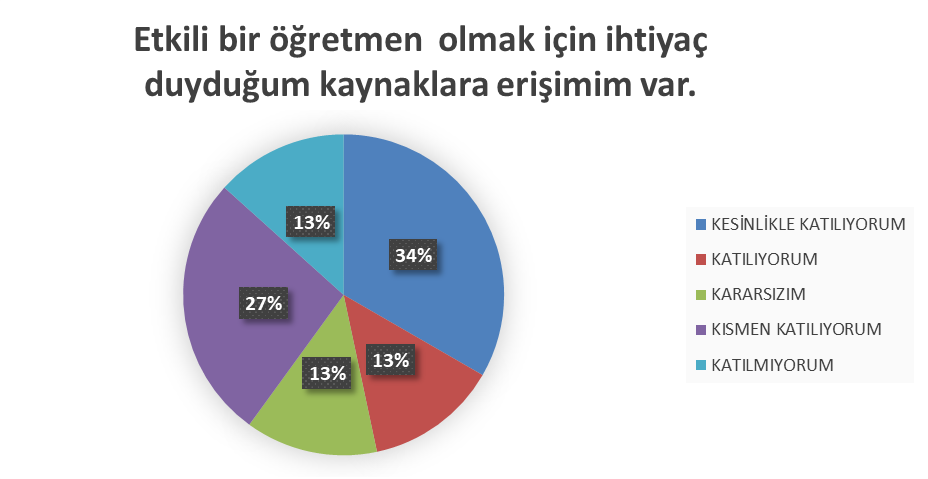 Etkili bir öğretmen  olmak için ihtiyaç
duyduğum kaynaklara erişimim var.
13%
34%
27%
13%
13%
KESİNLİKLE KATILIYORUM
KATILIYORUM
KARARSIZIM
KISMEN KATILIYORUM
KATILMIYORUM